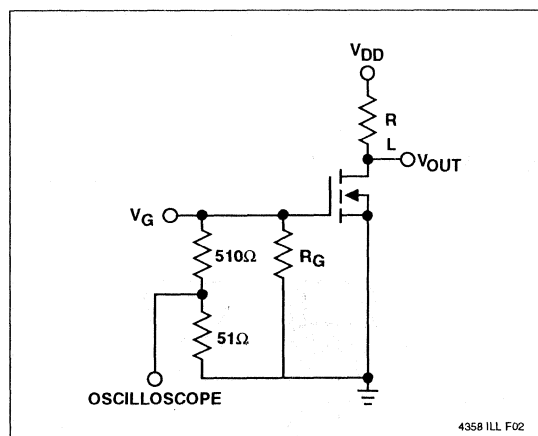 VDD
R
L
VOUT
VG
510Ω
RG
51Ω
OSCILLOSCOPE
4358 ILL F02